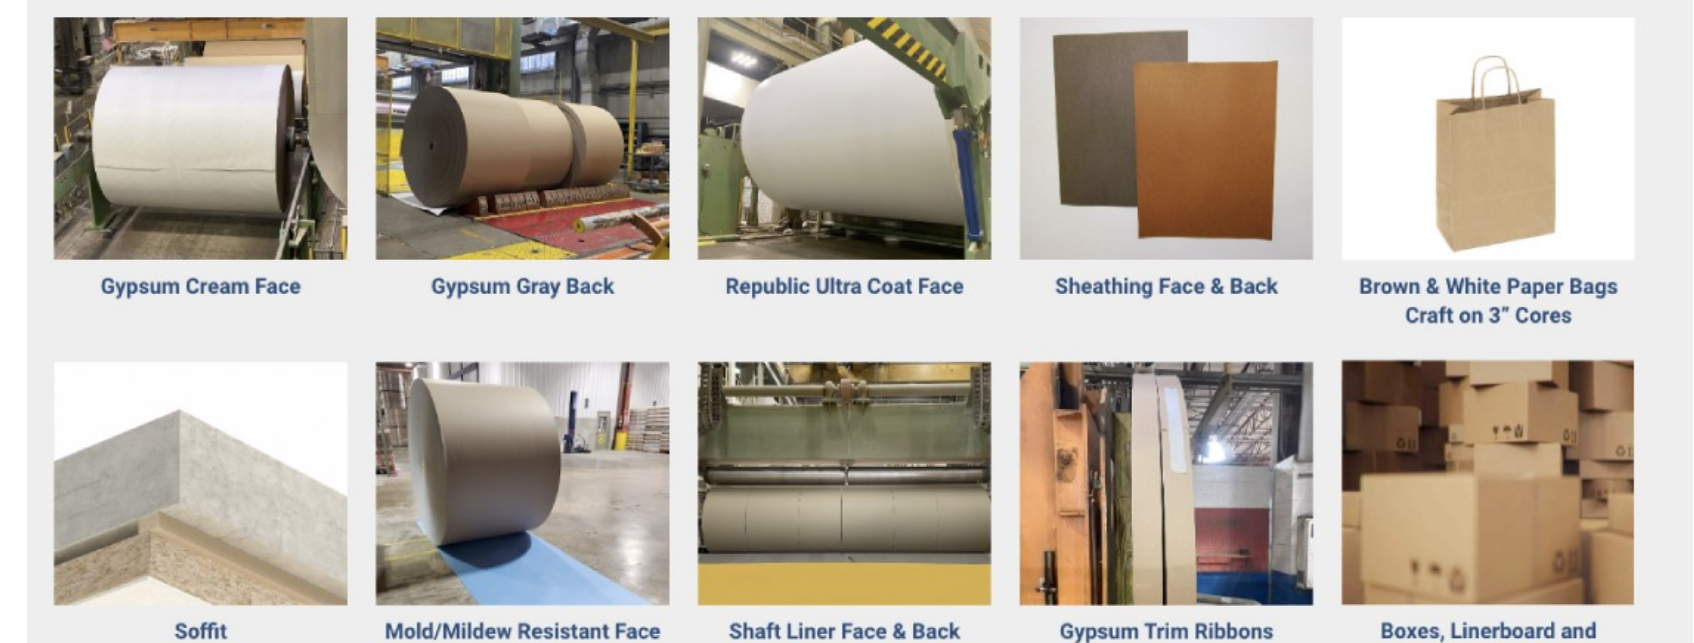 Gypsum Cream Face
Gypsum Gray Back
Republic Ultra Coat Face
Sheathing Face & Back
Brown & White Paper Bags
Craft on 3” Cores
Soffit
Mold/Mildew Resistant Face
Shaft Liner Face & Back
Gypsum Trim Ribbons
Boxes, Linerboard and